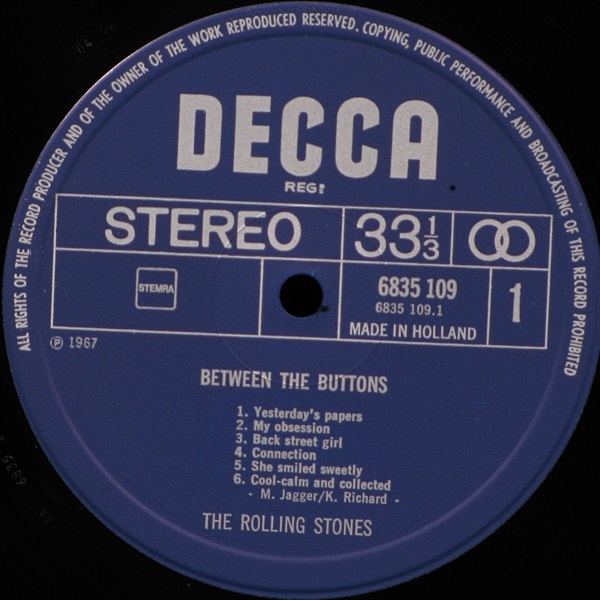 ALL RIGHTS OF THE RECORD PRODUCER AND OF THE OWNER OF THE WORK REPRODUCED RESERVED. COPYING, PUBLIC PERFORMANCE AND BROADCASTING OF THIS RECORD PROHIBITED
DECCA
REGD
STEREO
33 1/3
STEMRA
6835 109
6835 109.1
1
MADE IN HOLLAND
℗ 1967
BETWEEN THE BUTTONS
1. Yesterday's papers
2. My obsession
3. Back street girl
4. Connection
5. She smiled sweetly
6. Cool-calm and collected
- M. Jagger/K. Richard -
THE ROLLING STONES